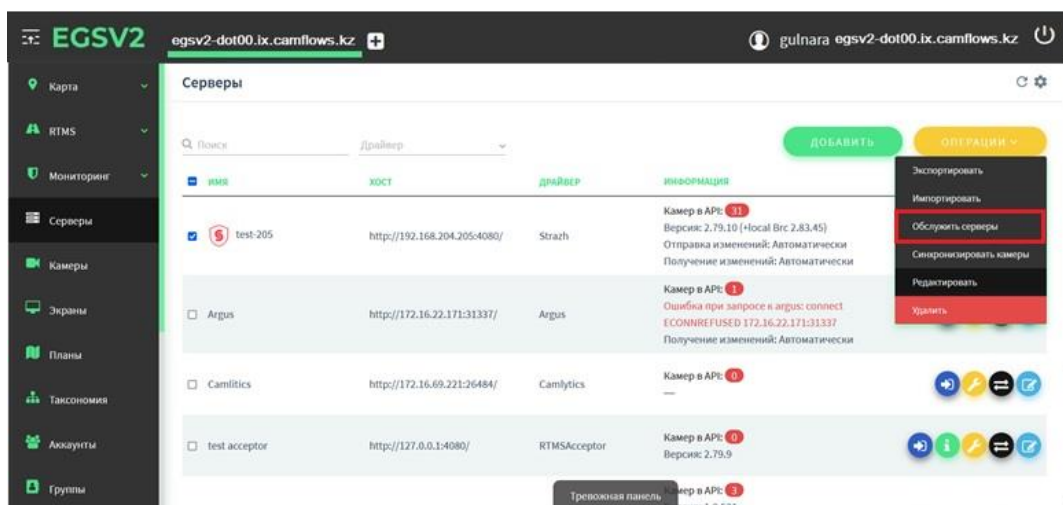 EGSV2 egsv2-dot00.ix.camflows.kz gulnara egsv2-dot00.ix.camflows.kz
Карта
RTMS
Мониторинг
Серверы
Камеры
Экраны
Планы
Таксономия
Аккаунты
Группы
Серверы
Поиск Драйвер ДОБАВИТЬ ОПЕРАЦИИ
Экспортировать
Импортировать
Обслужить серверы
Синхронизировать камеры
Редактировать
Удалить
ИМЯ ХОСТ ДРАЙВЕР ИНФОРМАЦИЯ
test-205 http://192.168.204.205:4080/ Strazh
Камер в API: 31
Версия: 2.79.10 (+local Brc 2.83.45)
Отправка изменений: Автоматически
Получение изменений: Автоматически
Argus http://172.16.22.171:31337/ Argus
Камер в API: 1
Ошибка при запросе к argus: connect
ECONNREFUSED 172.16.22.171:31337
Получение изменений: Автоматически
Camlitics http://172.16.69.221:26484/ Camlytics
Камер в API: 0
—
test acceptor http://127.0.0.1:4080/ RTMSAcceptor
Камер в API: 0
Версия: 2.79.9
Тревожная панель
в API: 3